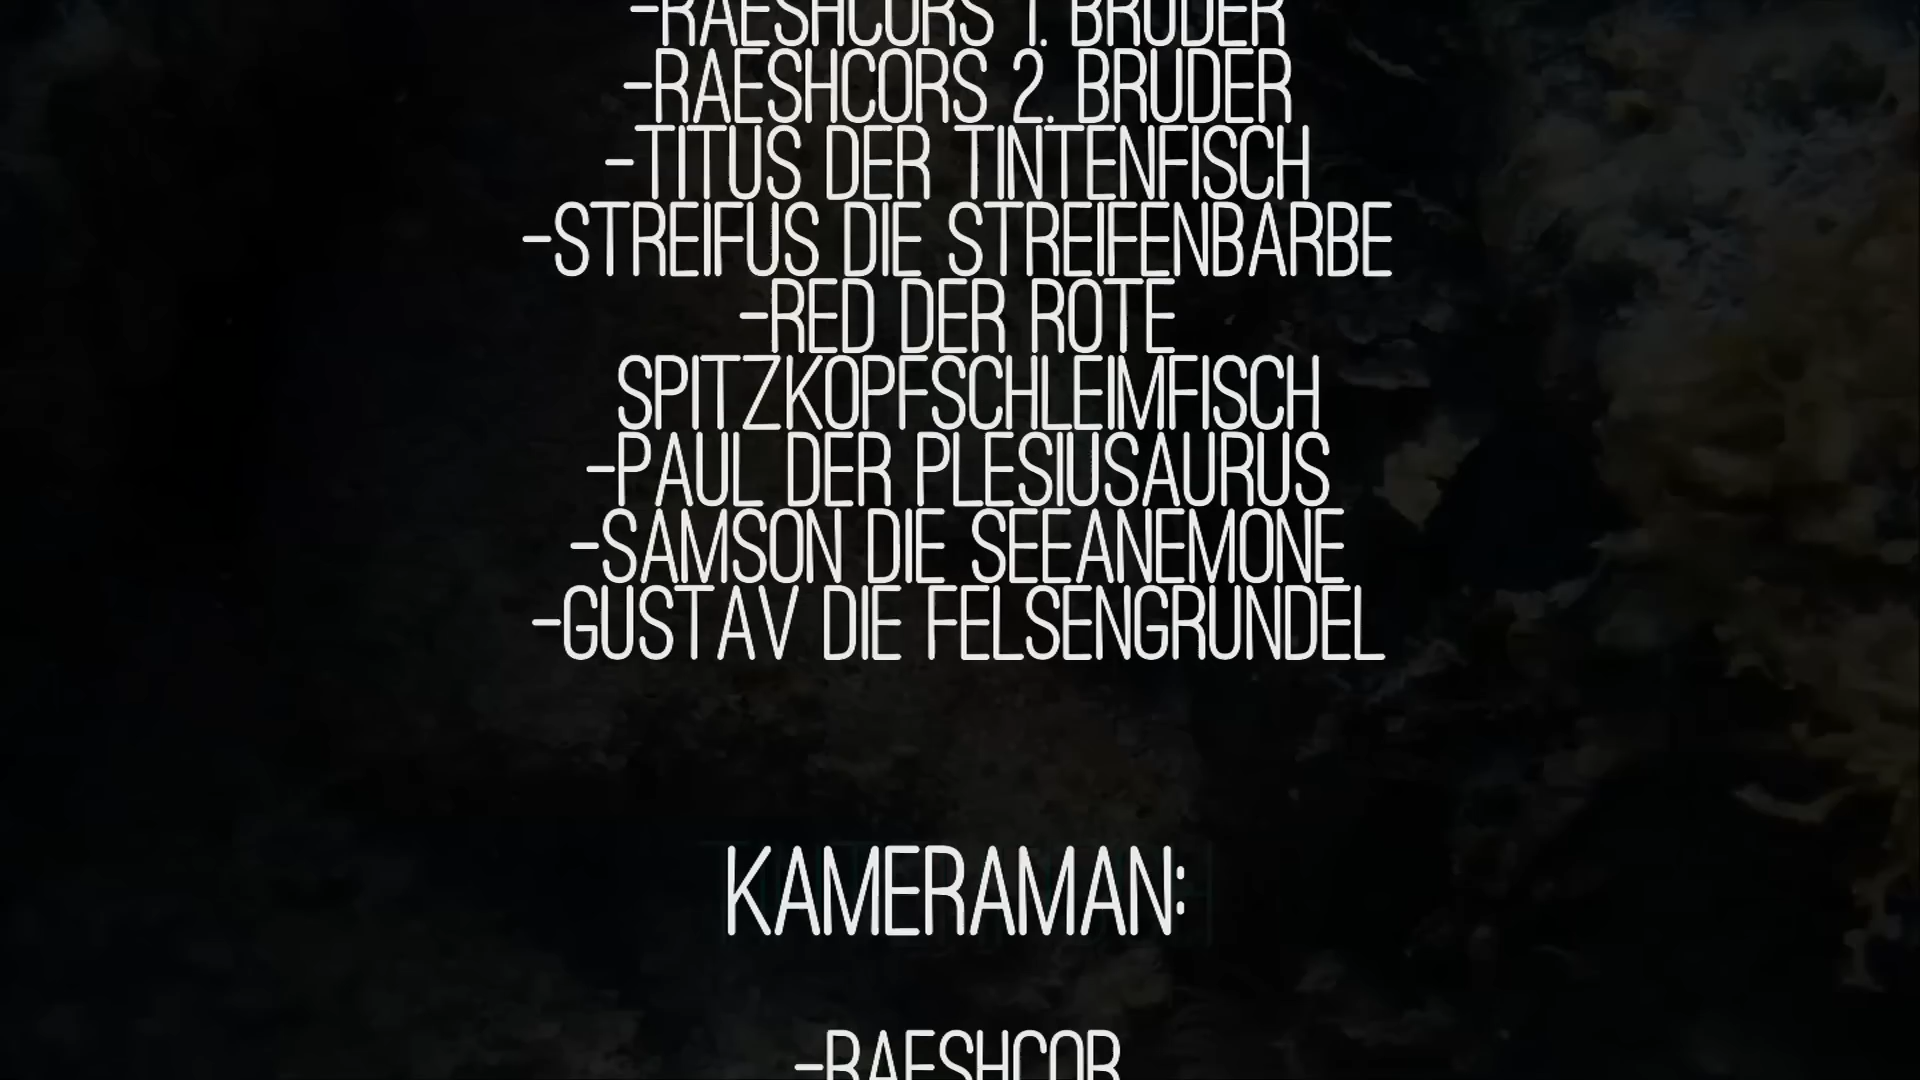 -RAESHCORS 1. BRUDER
-RAESHCORS 2. BRUDER
-TITUS DER TINTENFISCH
-STREIFUS DIE STREIFENBARBE
-RED DER ROTE
SPITZKOPFSCHLEIMFISCH
-PAUL DER PLESIUSAURUS
-SAMSON DIE SEEANEMONE
-GUSTAV DIE FELSENGRUNDEL
KAMERAMAN:
-RAESHCOR